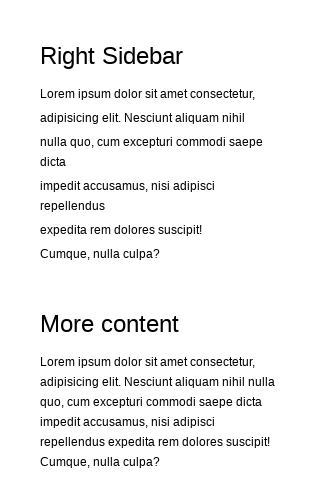 Right Sidebar
Lorem ipsum dolor sit amet consectetur,
adipisicing elit. Nesciunt aliquam nihil
nulla quo, cum excepturi commodi saepe
dicta
impedit accusamus, nisi adipisci
repellendus
expedita rem dolores suscipit!
Cumque, nulla culpa?
More content
Lorem ipsum dolor sit amet consectetur,
adipisicing elit. Nesciunt aliquam nihil nulla
quo, cum excepturi commodi saepe dicta
impedit accusamus, nisi adipisci
repellendus expedita rem dolores suscipit!
Cumque, nulla culpa?